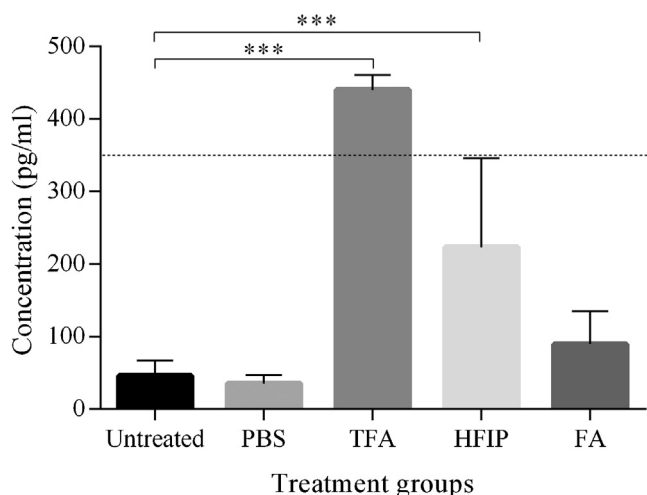 ***
***
500
400
300
200
100
0
Concentration (pg/ml)
Untreated PBS TFA HFIP FA
Treatment groups